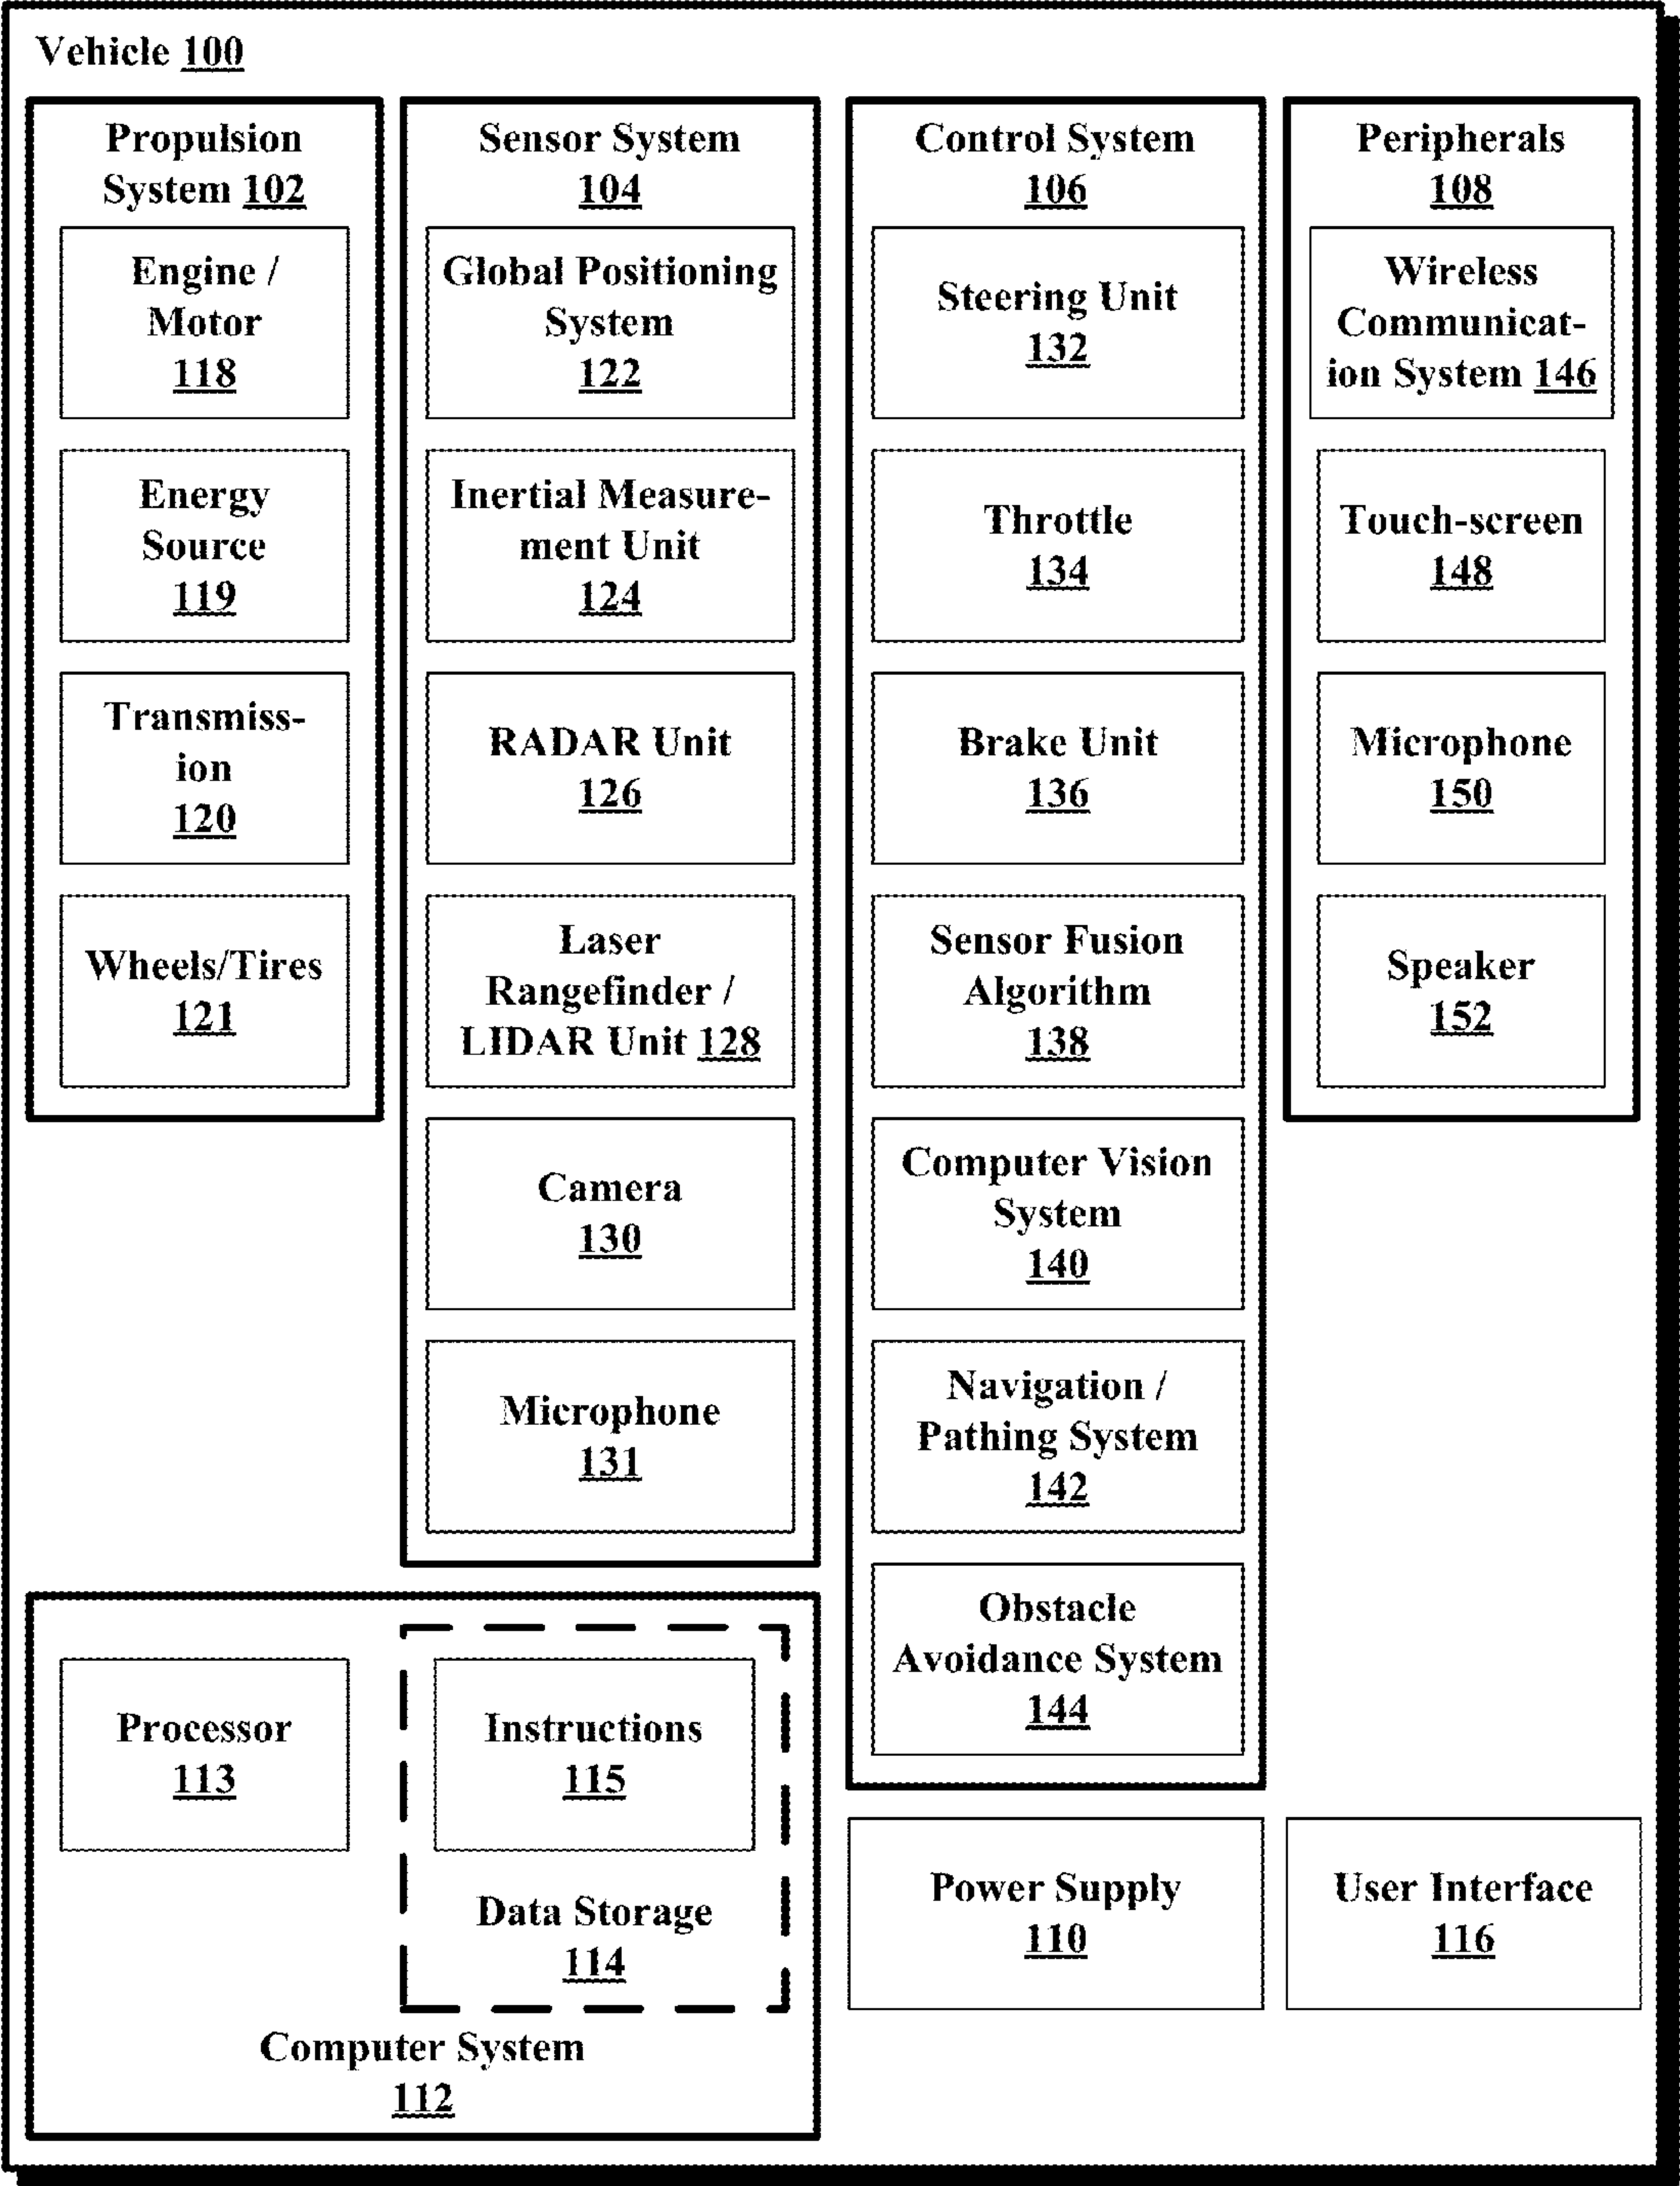 Vehicle 100
Propulsion
System 102
Engine /
Motor
118
Energy
Source
119
Transmiss-
ion
120
Wheels/Tires
121
Sensor System
104
Global Positioning
System
122
Inertial Measure-
ment Unit
124
RADAR Unit
126
Laser
Rangefinder /
LIDAR Unit 128
Camera
130
Microphone
131
Control System
106
Steering Unit
132
Throttle
134
Brake Unit
136
Sensor Fusion
Algorithm
138
Computer Vision
System
140
Navigation /
Pathing System
142
Obstacle
Avoidance System
144
Peripherals
108
Wireless
Communicat-
ion System 146
Touch-screen
148
Microphone
150
Speaker
152
Processor
113
Instructions
115
Data Storage
114
Computer System
112
Power Supply
110
User Interface
116